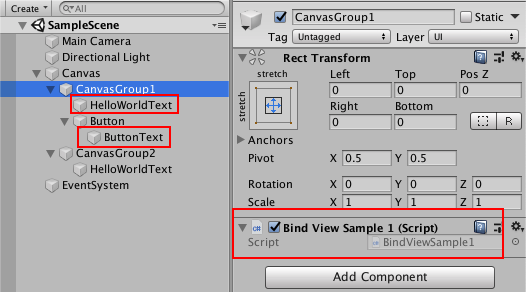 Create
All
SampleScene
Main Camera
Directional Light
Canvas
CanvasGroup1
HelloWorldText
Button
ButtonText
CanvasGroup2
HelloWorldText
EventSystem
CanvasGroup1
Static
Tag Untagged Layer UI
Rect Transform
stretch
stretch
Left Top Pos Z
0 0 0
Right Bottom
0 0 R
Anchors
Pivot X 0.5 Y 0.5
Rotation X 0 Y 0 Z 0
Scale X 1 Y 1 Z 1
C# Bind View Sample 1 (Script)
Script BindViewSample1
Add Component